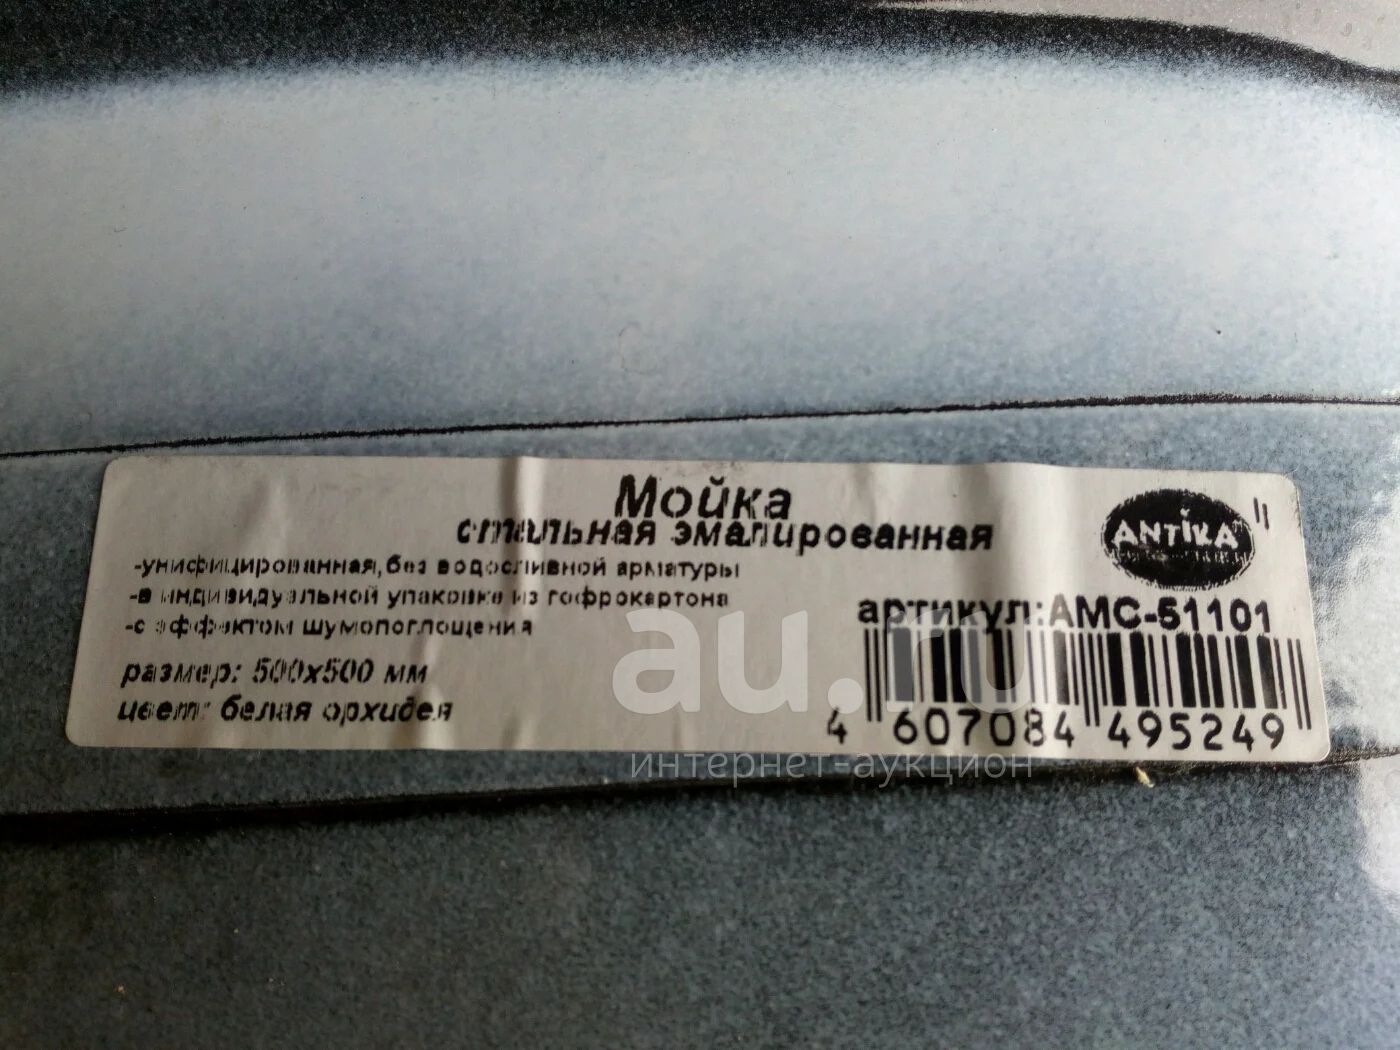 Мойка
стальная эмалированная
-унифицированная, без водосливной арматуры
-в индивидуальной упаковке из гофрокартона
-с эффектом шумопоглощения
размер: 500х500 мм
цвет: белая орхидея
ANTIKA
артикул:АМС-51101
4 607084 495249
au.ru
интернет-аукцион